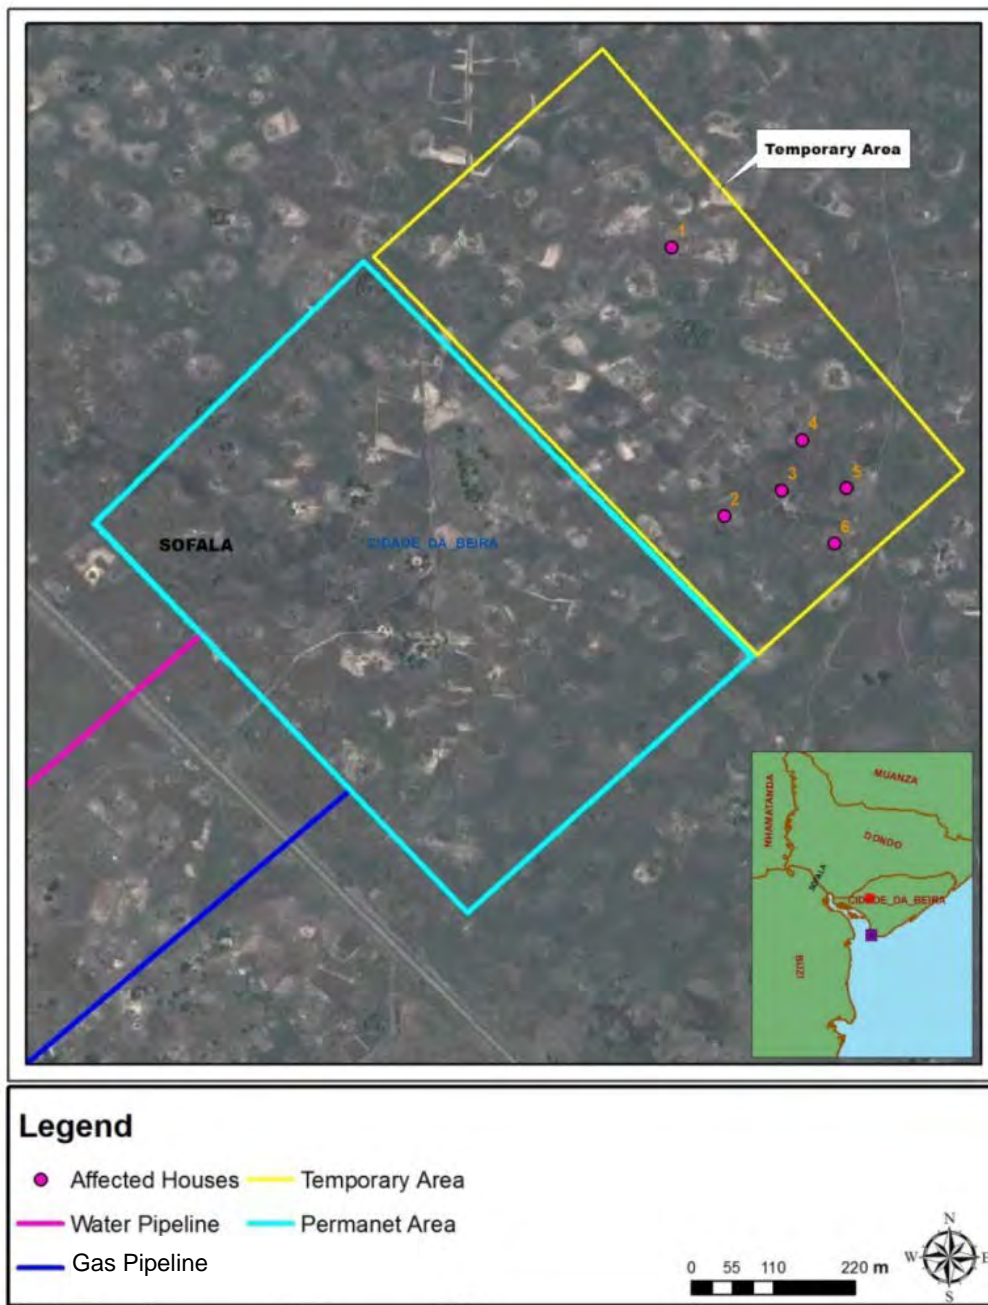 Temporary Area
1
4
3
5
2
6
SOFALA
CIDADE_DA_BEIRA
NHAMATANDA
MUANZA
DONDO
SOFALA
CIDADE_DA_BEIRA
BUZI
Legend
Affected Houses
Temporary Area
Water Pipeline
Permanet Area
Gas Pipeline
0 55 110 220 m
N
W E
S